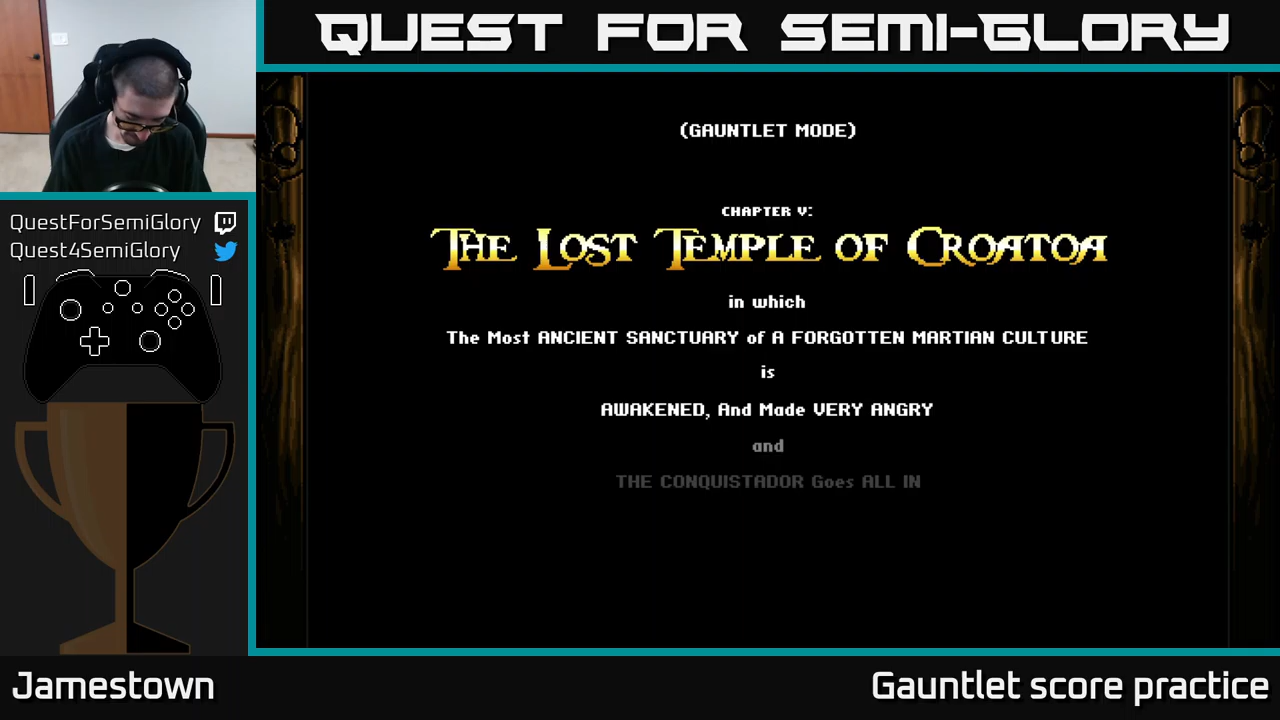 QUEST FOR SEMI-GLORY
QuestForSemiGlory
Quest4SemiGlory
(GAUNTLET MODE)
CHAPTER V:
THE LOST TEMPLE OF CROATOA
in which
The Most ANCIENT SANCTUARY of A FORGOTTEN MARTIAN CULTURE
is
AWAKENED, And Made VERY ANGRY
and
THE CONQUISTADOR Goes ALL IN
Jamestown
Gauntlet score practice